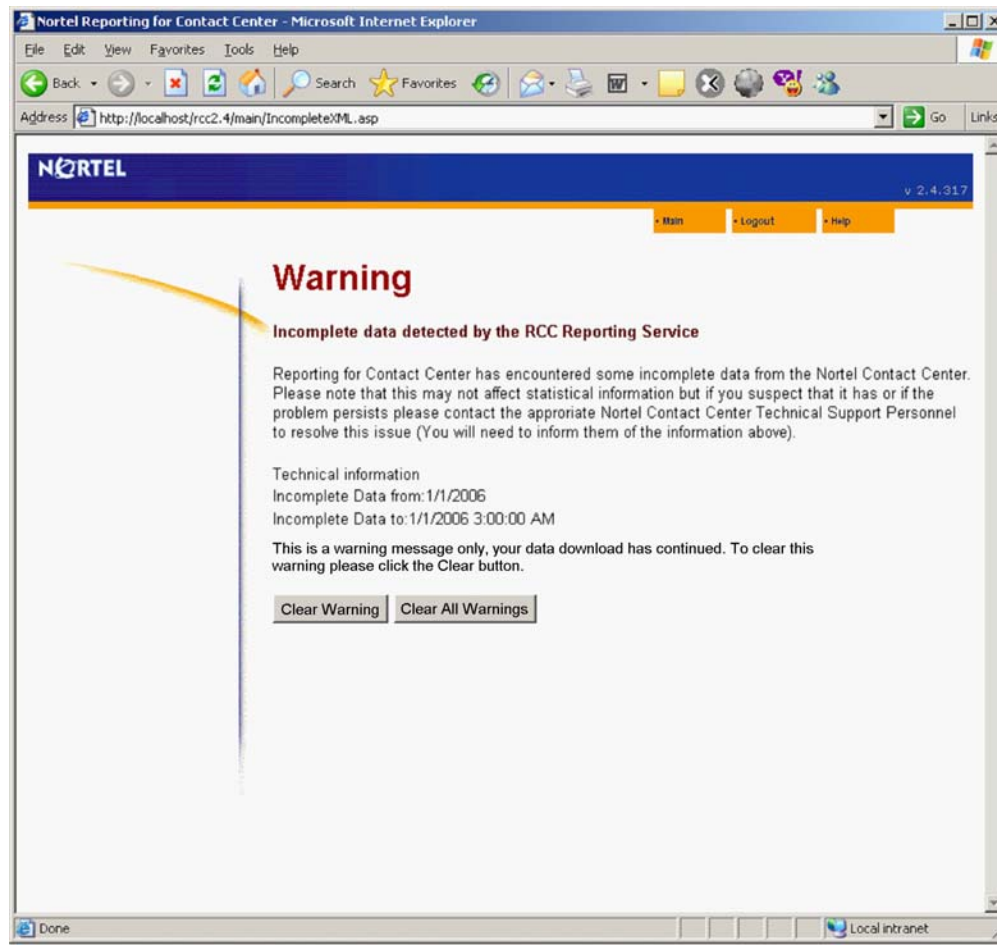 Nortel Reporting for Contact Center - Microsoft Internet Explorer
File Edit View Favorites Tools Help
Back Search Favorites
Address http://localhost/rcc2.4/main/IncompleteXML.asp Go Links
NORTEL
v 2.4.317
Main Logout Help
Warning
Incomplete data detected by the RCC Reporting Service
Reporting for Contact Center has encountered some incomplete data from the Nortel Contact Center.
Please note that this may not affect statistical information but if you suspect that it has or if the
problem persists please contact the approriate Nortel Contact Center Technical Support Personnel
to resolve this issue (You will need to inform them of the information above).
Technical information
Incomplete Data from:1/1/2006
Incomplete Data to:1/1/2006 3:00:00 AM
This is a warning message only, your data download has continued. To clear this
warning please click the Clear button.
Clear Warning Clear All Warnings
Done Local intranet